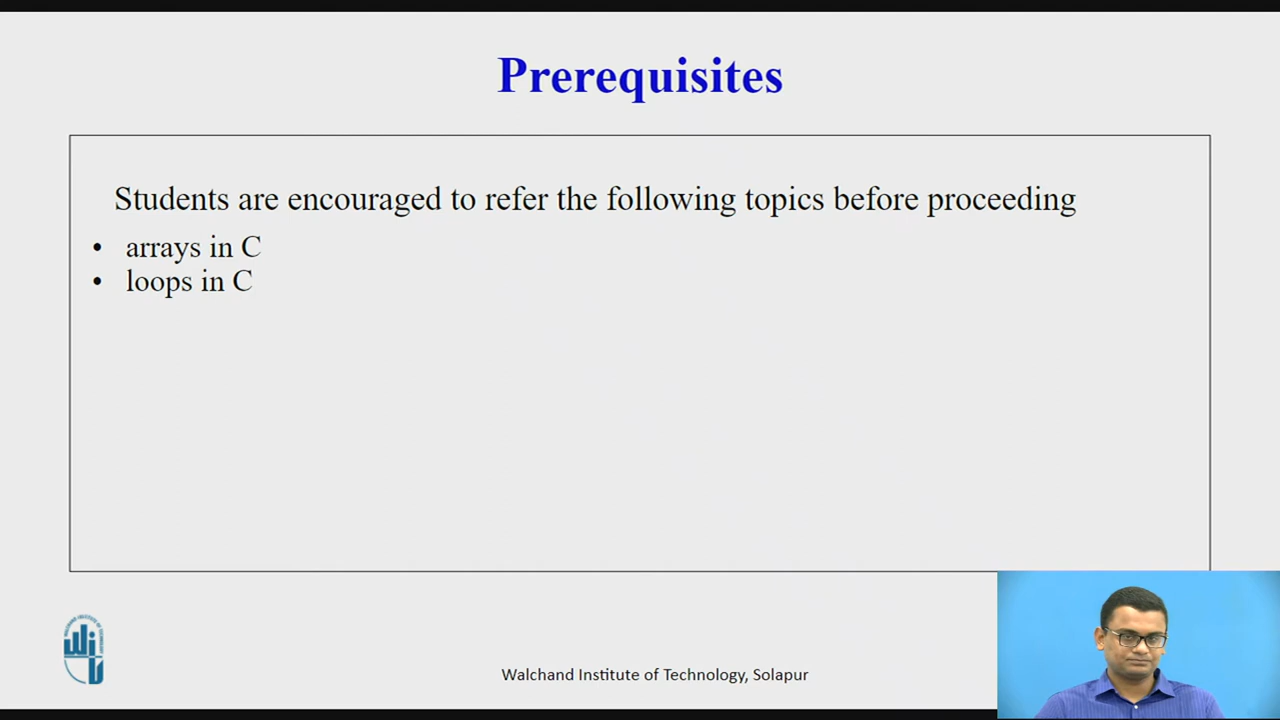 Prerequisites
Students are encouraged to refer the following topics before proceeding
• arrays in C
• loops in C
Walchand Institute of Technology, Solapur